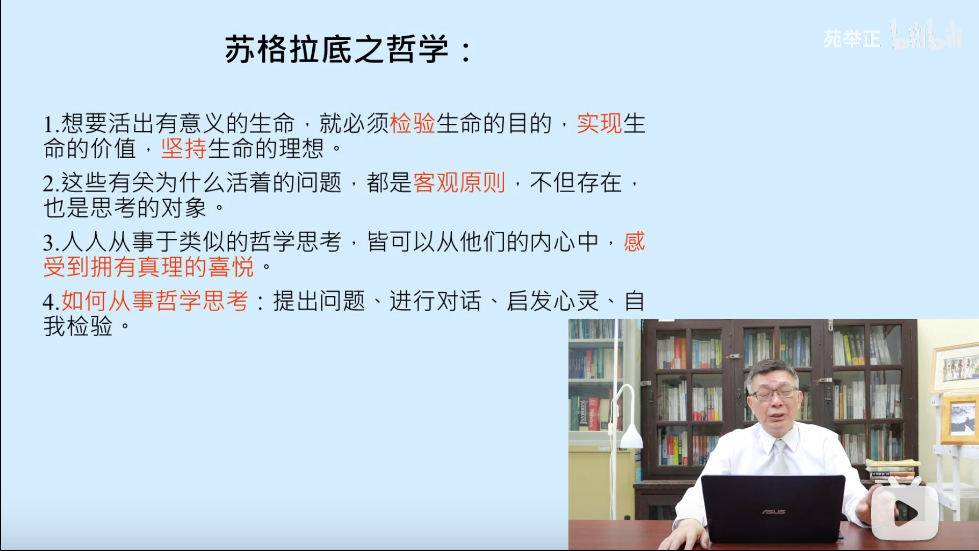 苏格拉底之哲学：
苑举正 bilibili
1.想要活出有意义的生命，就必须检验生命的目的，实现生
命的价值，坚持生命的理想。
2.这些有关为什么活着的问题，都是客观原则，不但存在，
也是思考的对象。
3.人人从事于类似的哲学思考，皆可以从他们的内心中，感
受到拥有真理的喜悦。
4.如何从事哲学思考：提出问题、进行对话、启发心灵、自
我检验。
ASUS